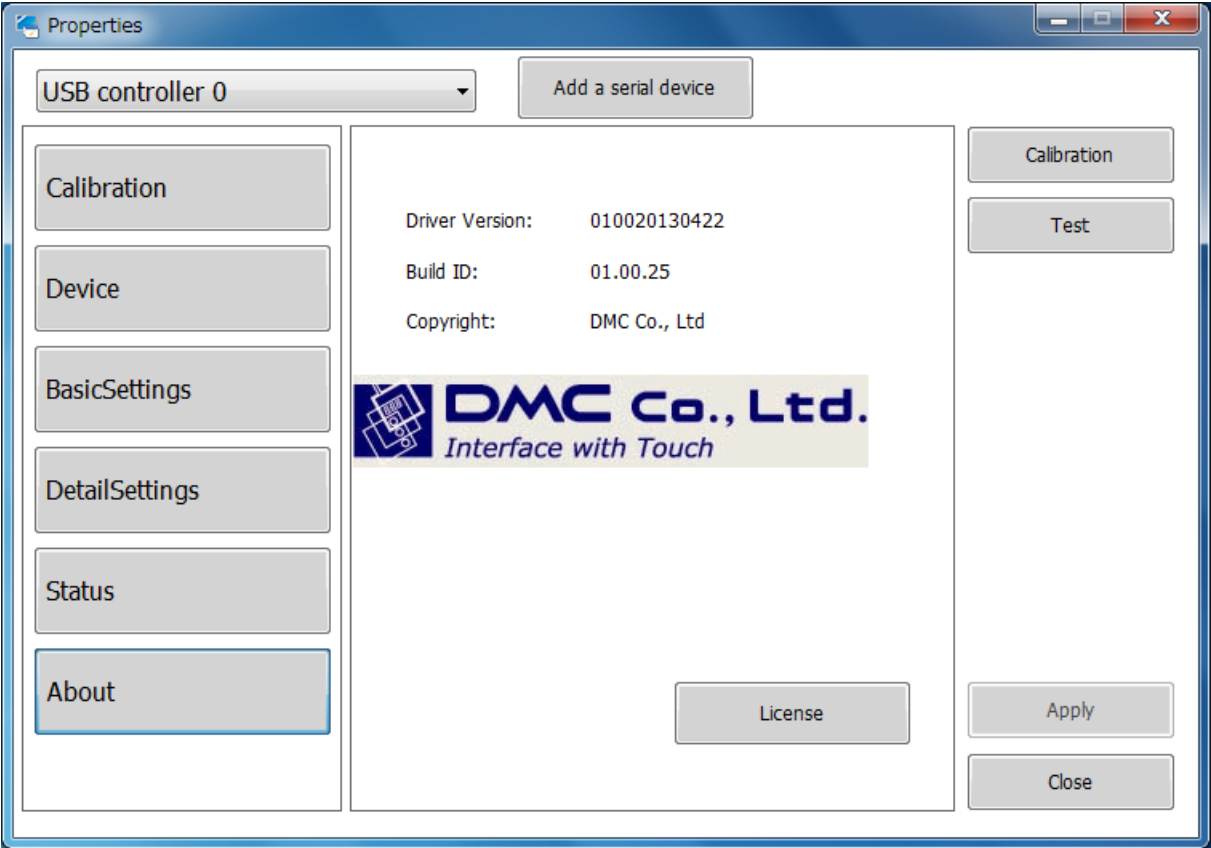 Properties
USB controller 0
Add a serial device
Calibration
Device
BasicSettings
DetailSettings
Status
About
Driver Version: 010020130422
Build ID: 01.00.25
Copyright: DMC Co., Ltd
DMC Co., Ltd.
Interface with Touch
License
Calibration
Test
Apply
Close